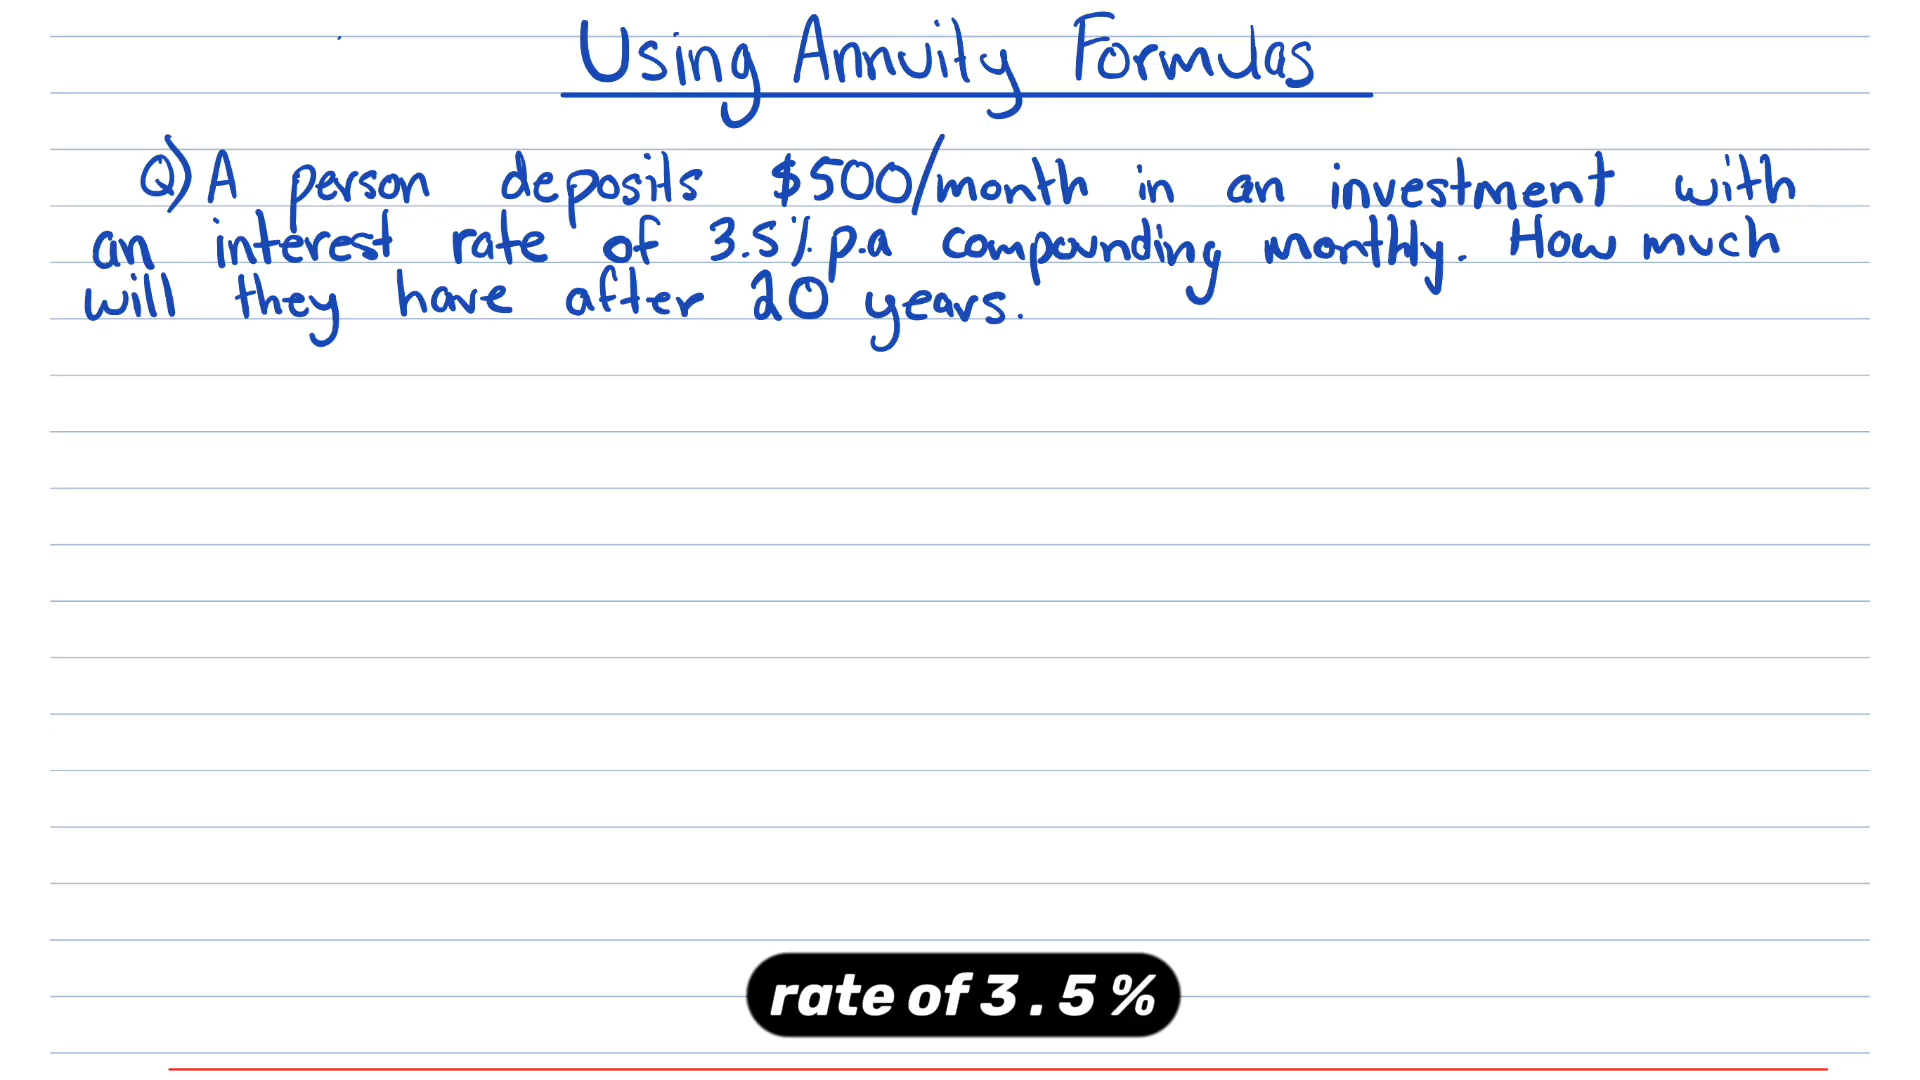 Using Annuity Formulas
Q) A person deposits $500/month in an investment with
an interest rate of 3.5% p.a compounding monthly. How much
will they have after 20 years.
rate of 3.5%